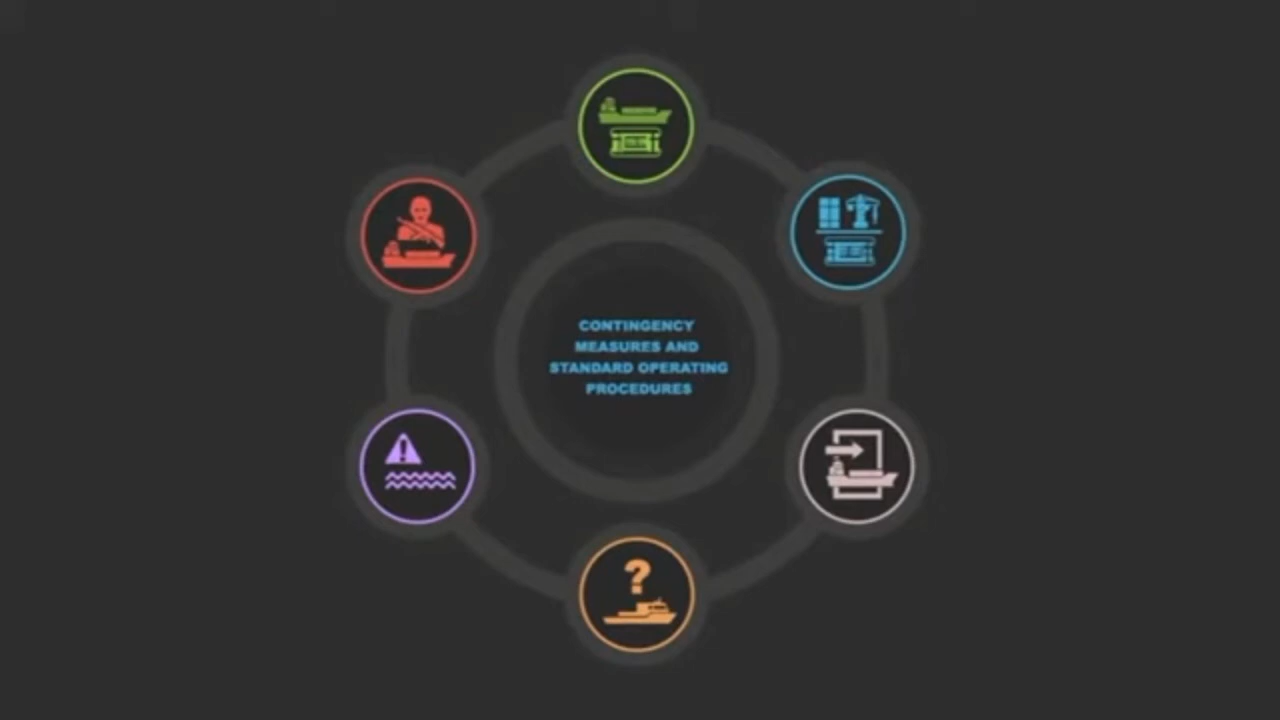 CONTINGENCY
MEASURES AND
STANDARD OPERATING
PROCEDURES
?